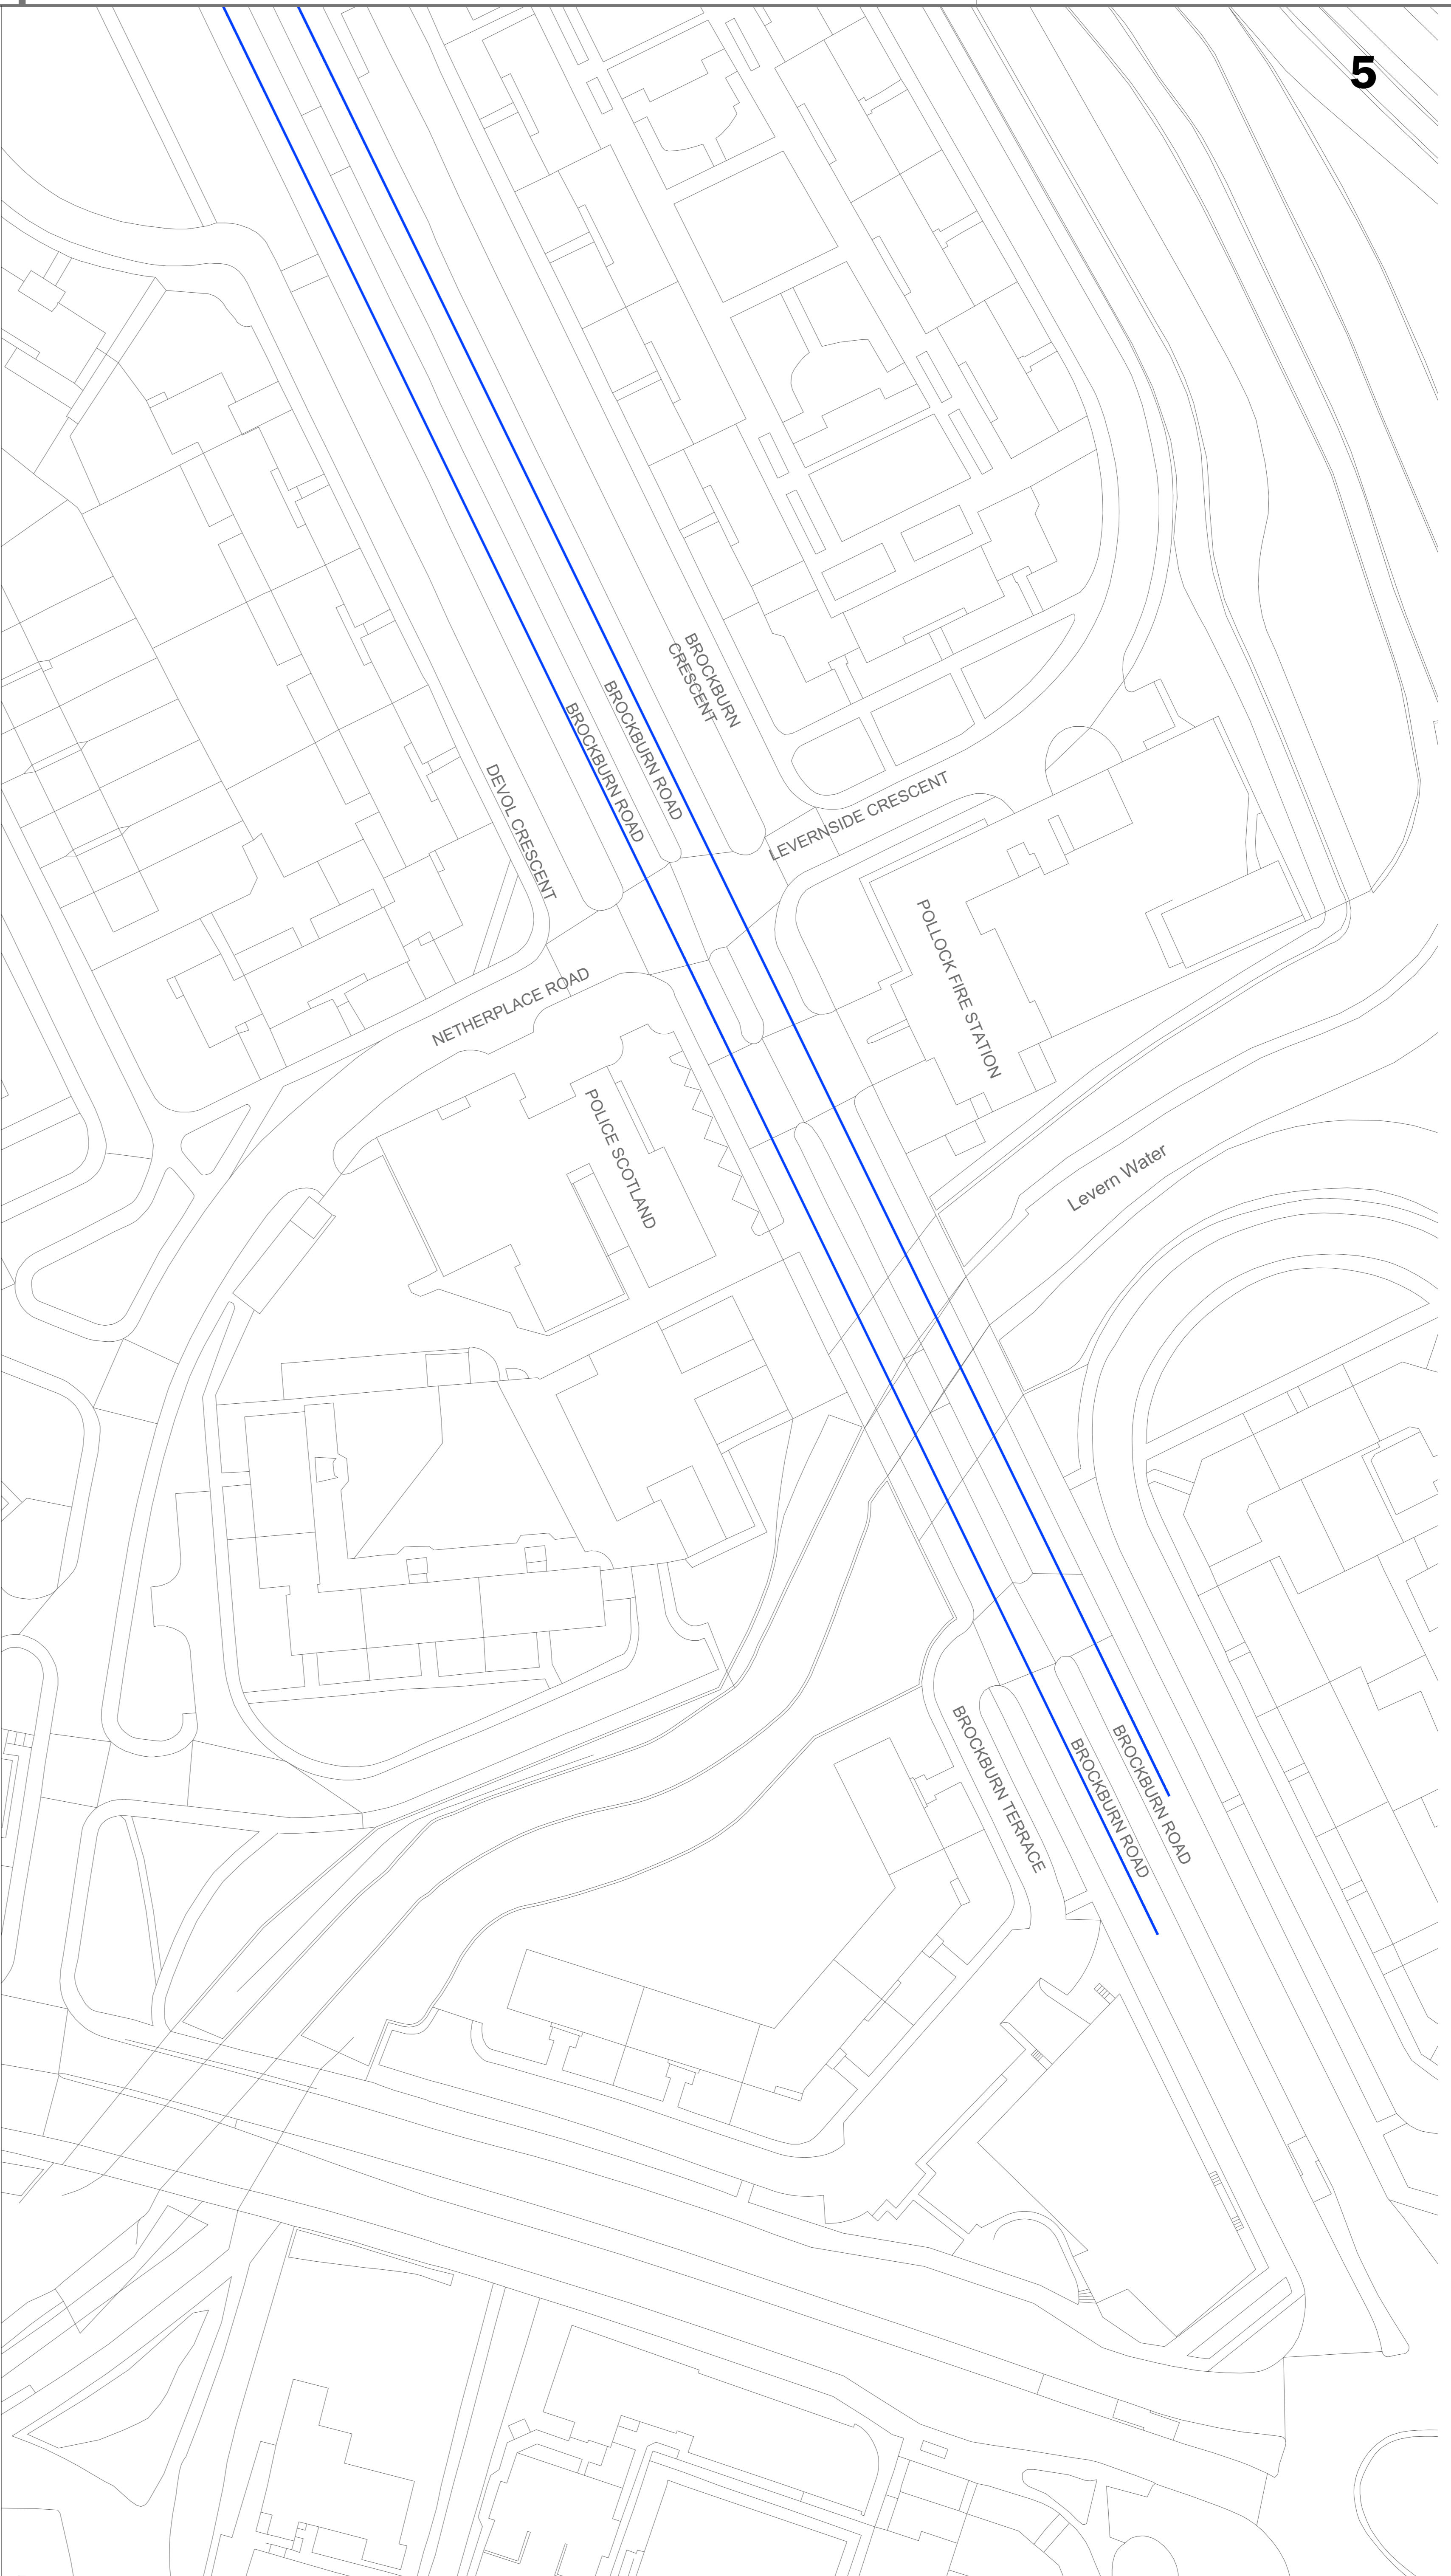 5
BROCKBURN
CRESCENT
BROCKBURN ROAD
BROCKBURN ROAD
DEVOL CRESCENT
LEVERNSIDE CRESCENT
POLLOCK FIRE STATION
NETHERPLACE ROAD
POLICE SCOTLAND
Levern Water
BROCKBURN TERRACE
BROCKBURN ROAD
BROCKBURN ROAD